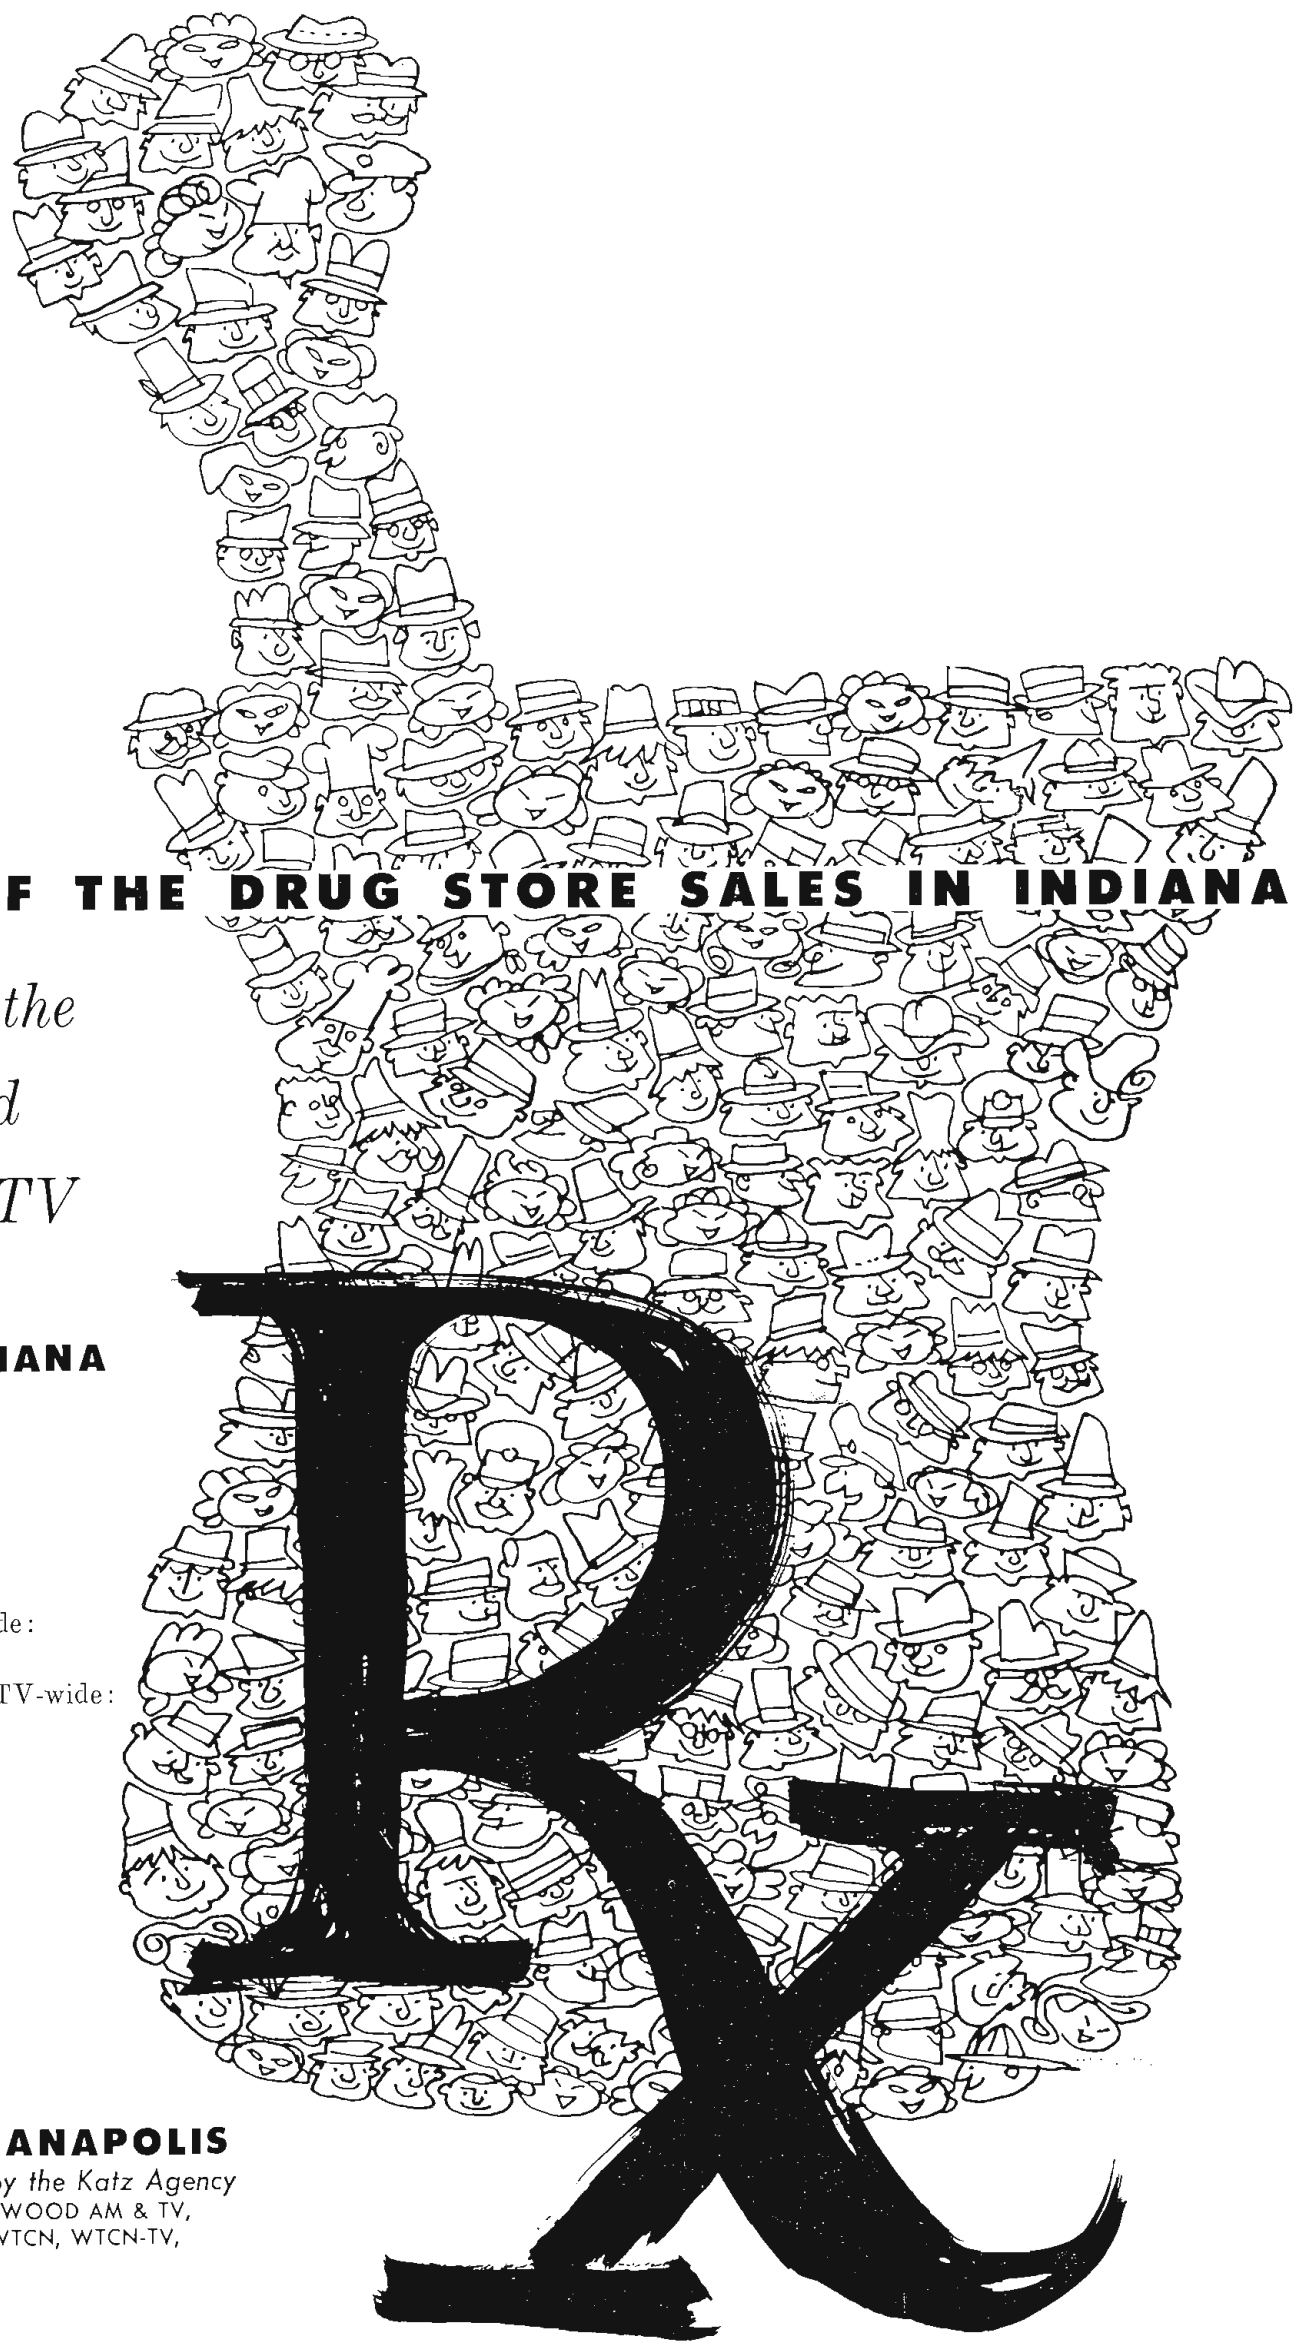 F THE DRUG STORE SALES IN INDIANA
the
d
TV
IANA
de:
TV-wide:
Rx
ANAPOLIS
by the Katz Agency
WOOD AM & TV,
WTCN, WTCN-TV,